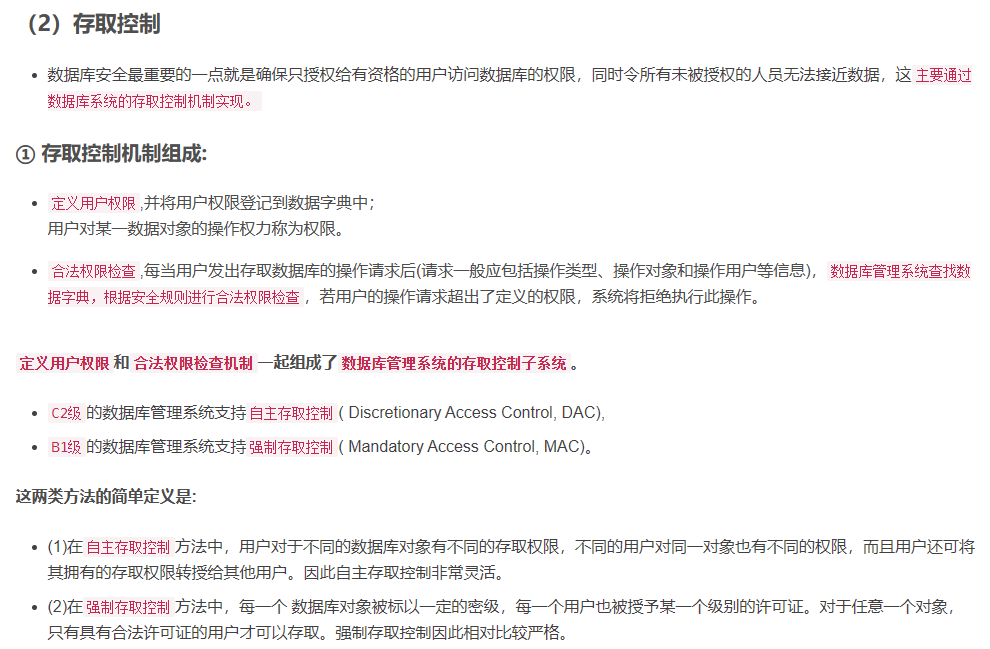 （2）存取控制
数据库安全最重要的一点就是确保只授权给有资格的用户访问数据库的权限，同时令所有未被授权的人员无法接近数据，这 主要通过
数据库系统的存取控制机制实现。
① 存取控制机制组成:
定义用户权限 ,并将用户权限登记到数据字典中；
用户对某一数据对象的操作权力称为权限。
合法权限检查 ,每当用户发出存取数据库的操作请求后(请求一般应包括操作类型、操作对象和操作用户等信息)， 数据库管理系统查找数
据字典，根据安全规则进行合法权限检查 ，若用户的操作请求超出了定义的权限，系统将拒绝执行此操作。
定义用户权限 和 合法权限检查机制 一起组成了 数据库管理系统的存取控制子系统 。
C2级 的数据库管理系统支持 自主存取控制 ( Discretionary Access Control, DAC),
B1级 的数据库管理系统支持 强制存取控制 ( Mandatory Access Control, MAC)。
这两类方法的简单定义是:
(1)在 自主存取控制 方法中，用户对于不同的数据库对象有不同的存取权限，不同的用户对同一对象也有不同的权限，而且用户还可将
其拥有的存取权限转授给其他用户。因此自主存取控制非常灵活。
(2)在 强制存取控制 方法中，每一个 数据库对象被标以一定的密级，每一个用户也被授予某一个级别的许可证。对于任意一个对象，
只有具有合法许可证的用户才可以存取。强制存取控制因此相对比较严格。